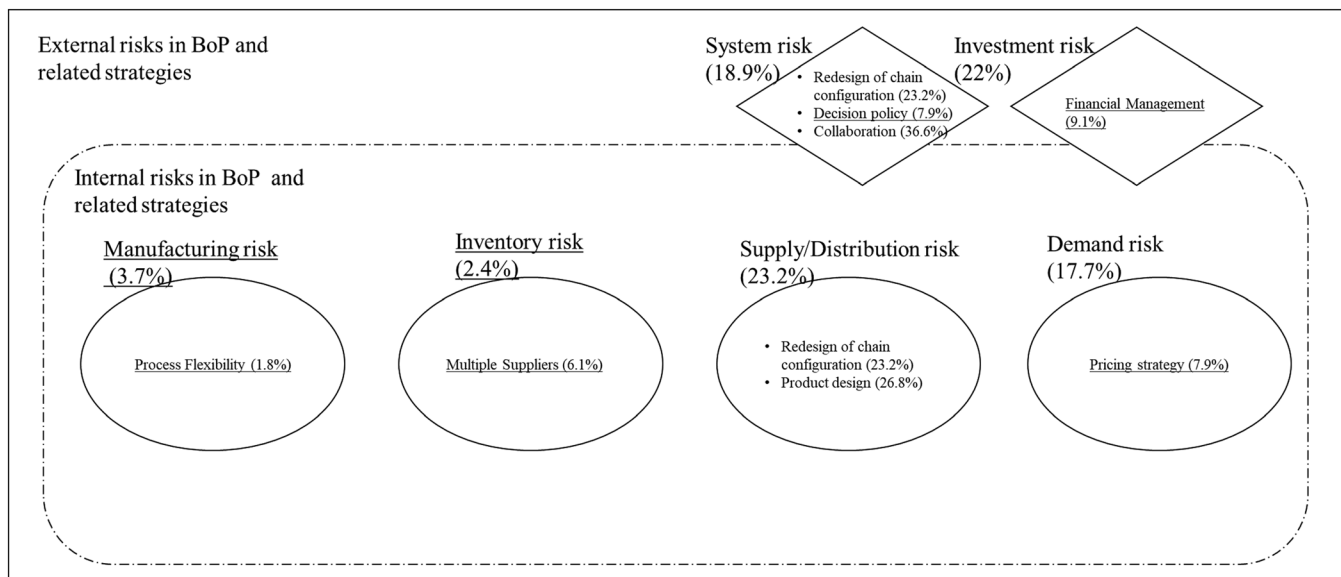 External risks in BoP and
related strategies
System risk
(18.9%)
• Redesign of chain
configuration (23.2%)
• Decision policy (7.9%)
• Collaboration (36.6%)
Investment risk
(22%)
Financial Management
(9.1%)
Internal risks in BoP and
related strategies
Manufacturing risk
(3.7%)
Process Flexibility (1.8%)
Inventory risk
(2.4%)
Multiple Suppliers (6.1%)
Supply/Distribution risk
(23.2%)
• Redesign of chain
configuration (23.2%)
• Product design (26.8%)
Demand risk
(17.7%)
Pricing strategy (7.9%)